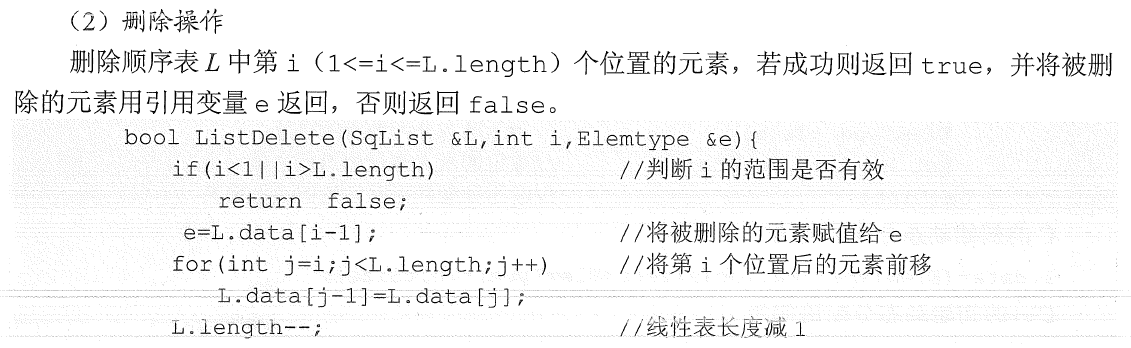 （2）删除操作
删除顺序表 L 中第 i（1<=i<=L.length）个位置的元素，若成功则返回 true，并将被删
除的元素用引用变量 e 返回，否则返回 false。
bool ListDelete(SqList &L,int i,Elemtype &e){
if(i<1||i>L.length) //判断 i 的范围是否有效
return false;
e=L.data[i-1]; //将被删除的元素赋值给 e
for(int j=i;j<L.length;j++) //将第 i 个位置后的元素前移
L.data[j-1]=L.data[j];
L.length--; //线性表长度减 1